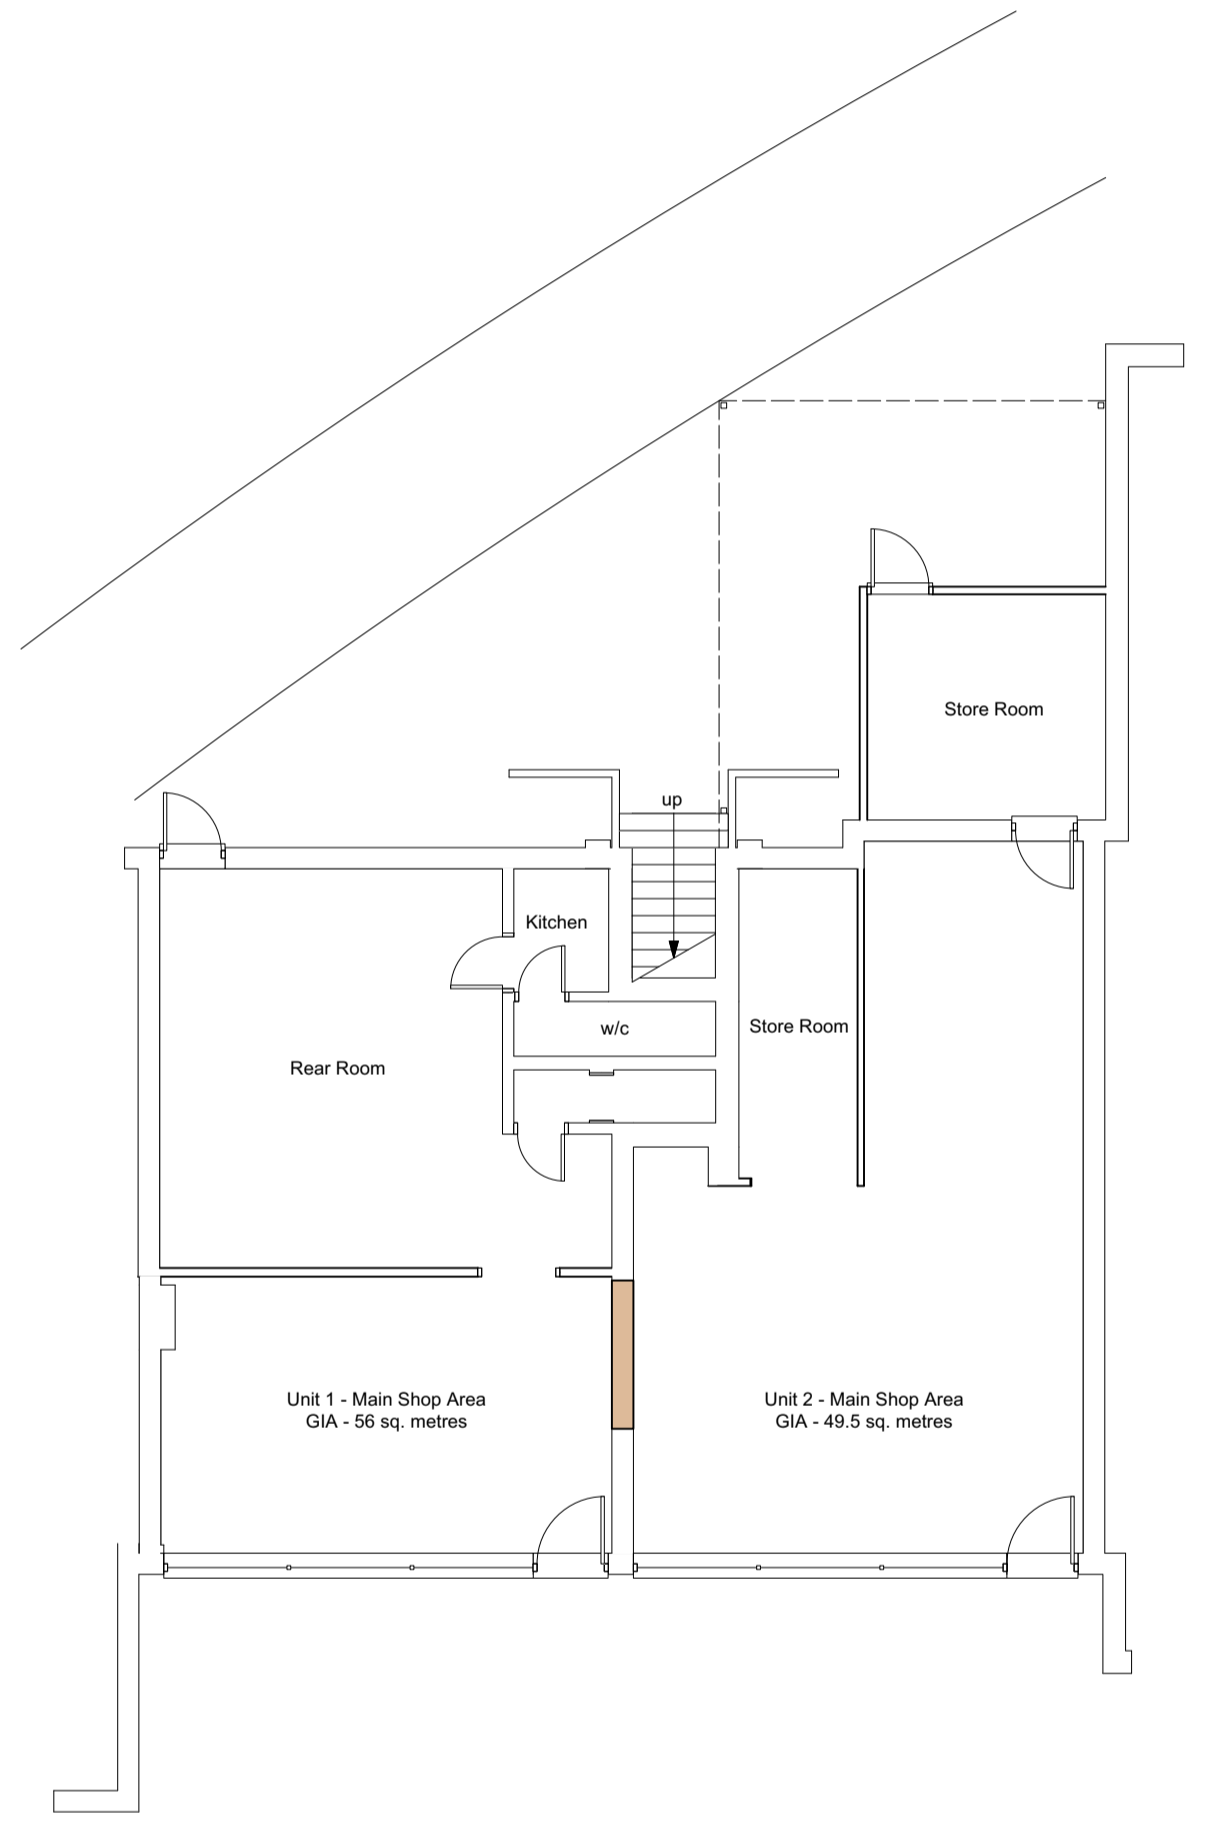 Store Room
up
Kitchen
w/c
Store Room
Rear Room
Unit 1 - Main Shop Area
GIA - 56 sq. metres
Unit 2 - Main Shop Area
GIA - 49.5 sq. metres